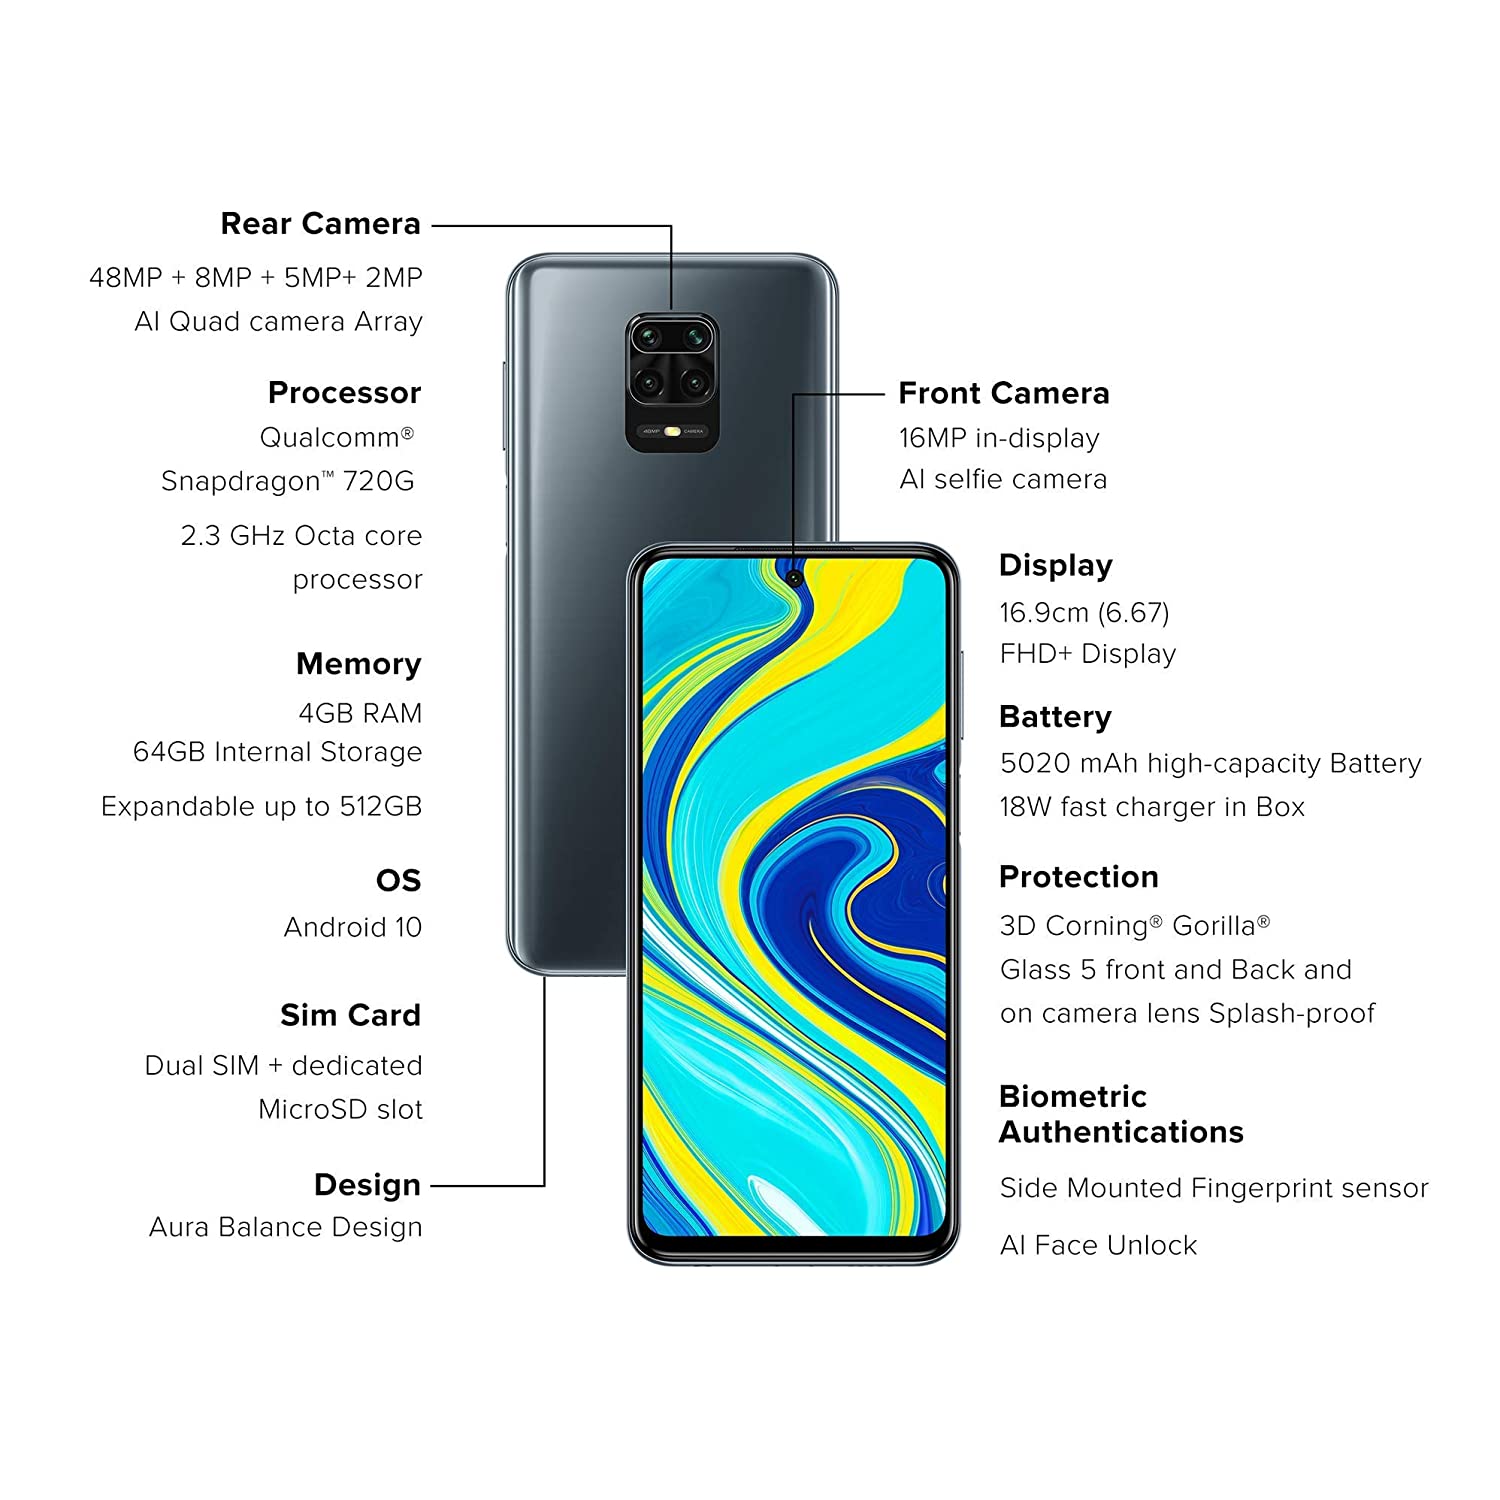 Rear Camera
48MP + 8MP + 5MP+ 2MP
AI Quad camera Array
Processor
Qualcomm®
Snapdragon™ 720G
2.3 GHz Octa core
processor
Memory
4GB RAM
64GB Internal Storage
Expandable up to 512GB
OS
Android 10
Sim Card
Dual SIM + dedicated
MicroSD slot
Design
Aura Balance Design
48MP CAMERA
Front Camera
16MP in-display
AI selfie camera
Display
16.9cm (6.67)
FHD+ Display
Battery
5020 mAh high-capacity Battery
18W fast charger in Box
Protection
3D Corning® Gorilla®
Glass 5 front and Back and
on camera lens Splash-proof
Biometric
Authentications
Side Mounted Fingerprint sensor
AI Face Unlock